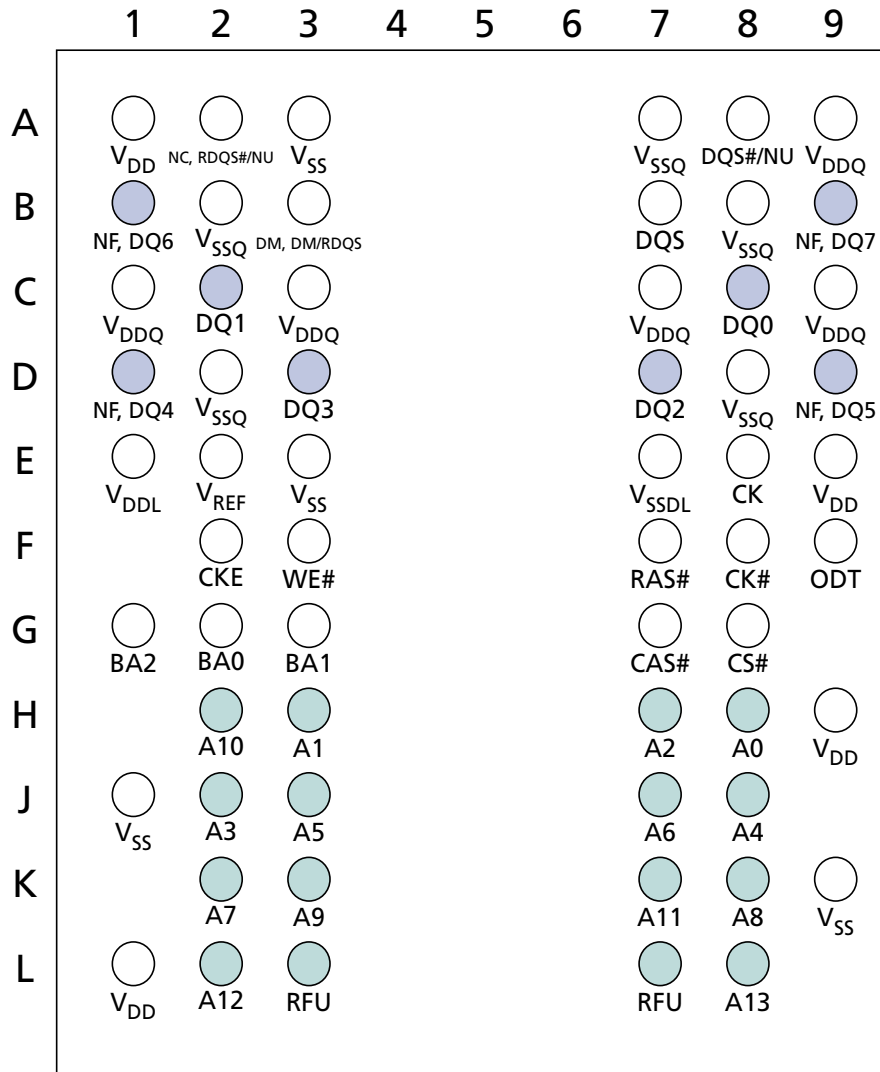 1 2 3 4 5 6 7 8 9
A
VDD NC, RDQS#/NU VSS VSSQ DQS#/NU VDDQ
B
NF, DQ6 VSSQ DM, DM/RDQS DQS VSSQ NF, DQ7
C
VDDQ DQ1 VDDQ VDDQ DQ0 VDDQ
D
NF, DQ4 VSSQ DQ3 DQ2 VSSQ NF, DQ5
E
VDDL VREF VSS VSSDL CK VDD
F
CKE WE# RAS# CK# ODT
G
BA2 BA0 BA1 CAS# CS#
H
A10 A1 A2 A0 VDD
J
VSS A3 A5 A6 A4
K
A7 A9 A11 A8 VSS
L
VDD A12 RFU RFU A13